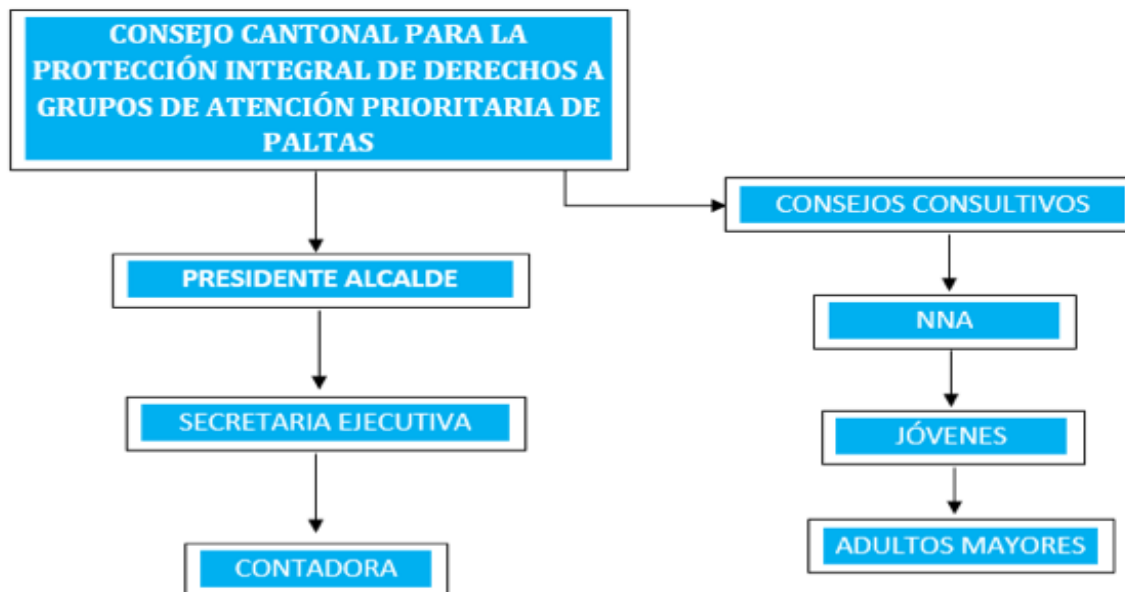 CONSEJO CANTONAL PARA LA
PROTECCIÓN INTEGRAL DE DERECHOS A
GRUPOS DE ATENCIÓN PRIORITARIA DE
PALTAS
CONSEJOS CONSULTIVOS
PRESIDENTE ALCALDE
NNA
SECRETARIA EJECUTIVA
JÓVENES
ADULTOS MAYORES
CONTADORA